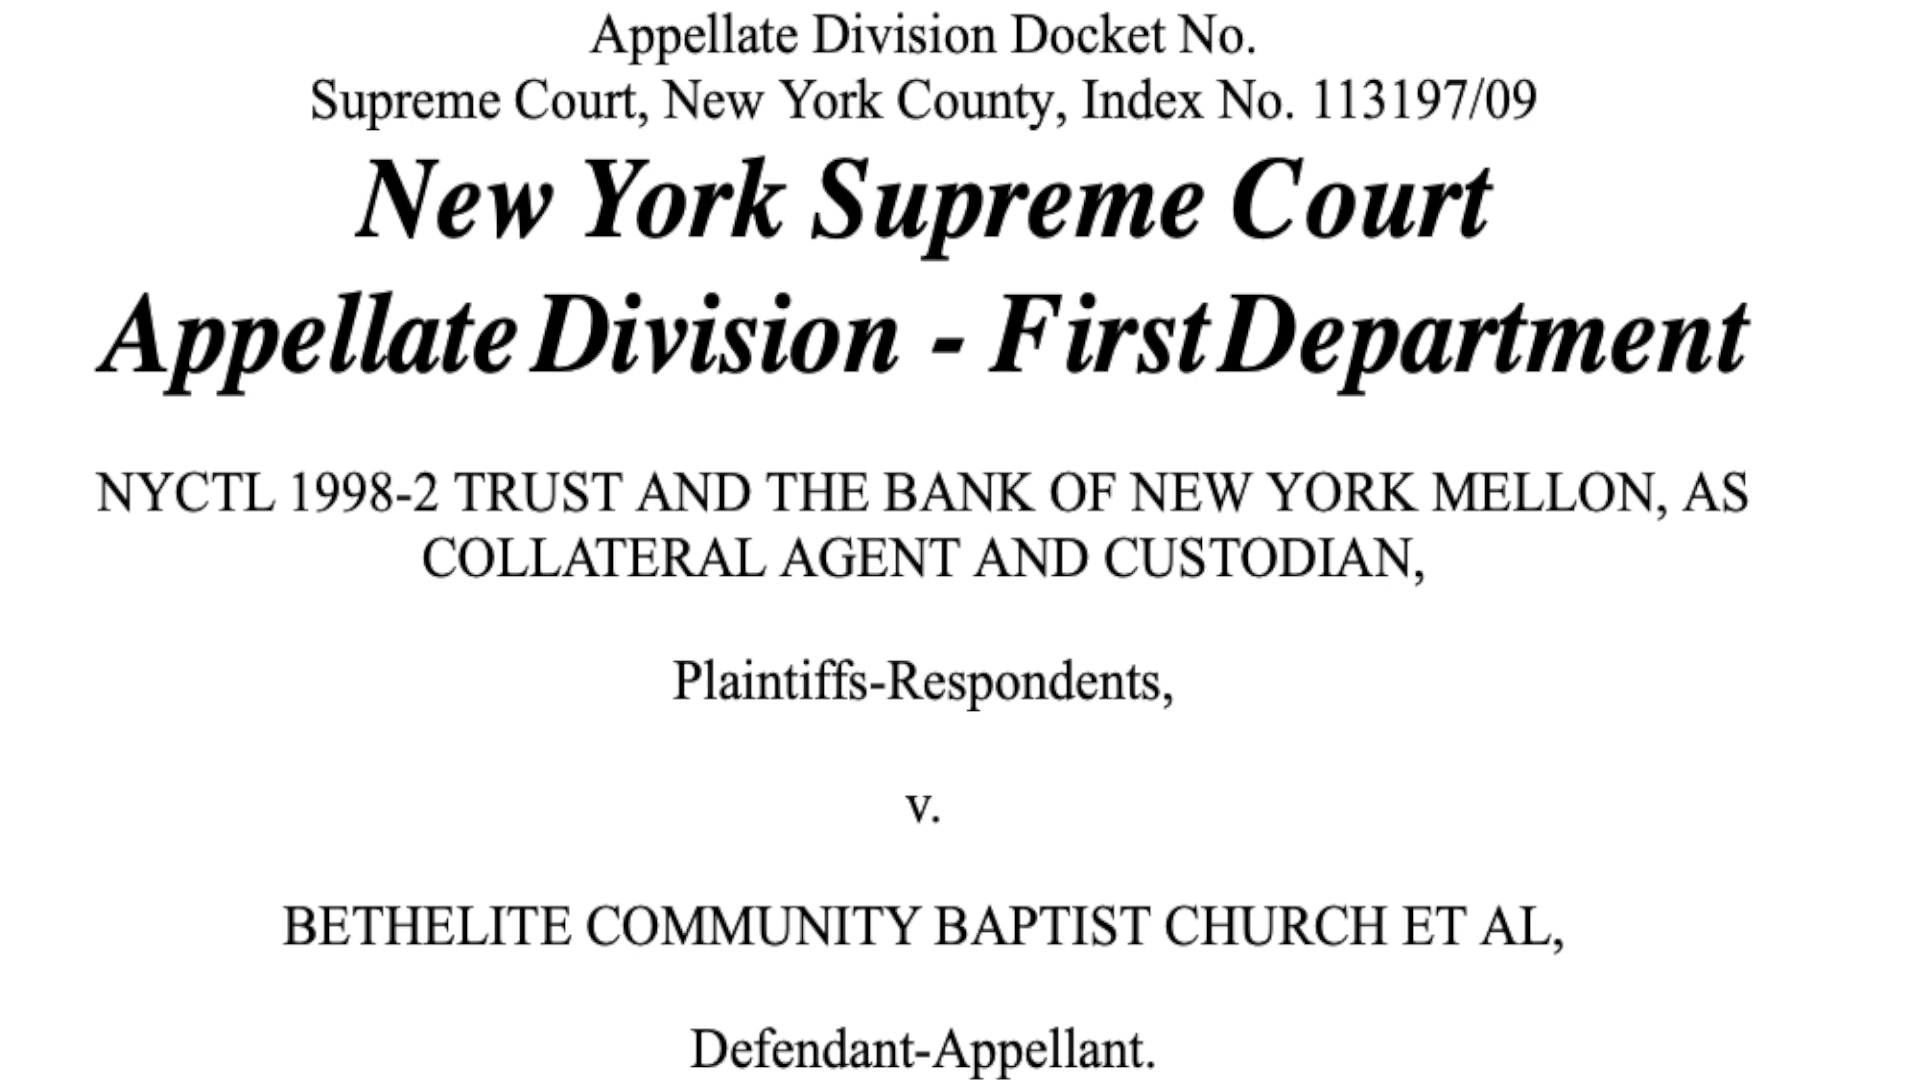 Appellate Division Docket No.
Supreme Court, New York County, Index No. 113197/09
New York Supreme Court
Appellate Division - First Department
NYCTL 1998-2 TRUST AND THE BANK OF NEW YORK MELLON, AS
COLLATERAL AGENT AND CUSTODIAN,
Plaintiffs-Respondents,
v.
BETHELITE COMMUNITY BAPTIST CHURCH ET AL,
Defendant-Appellant.